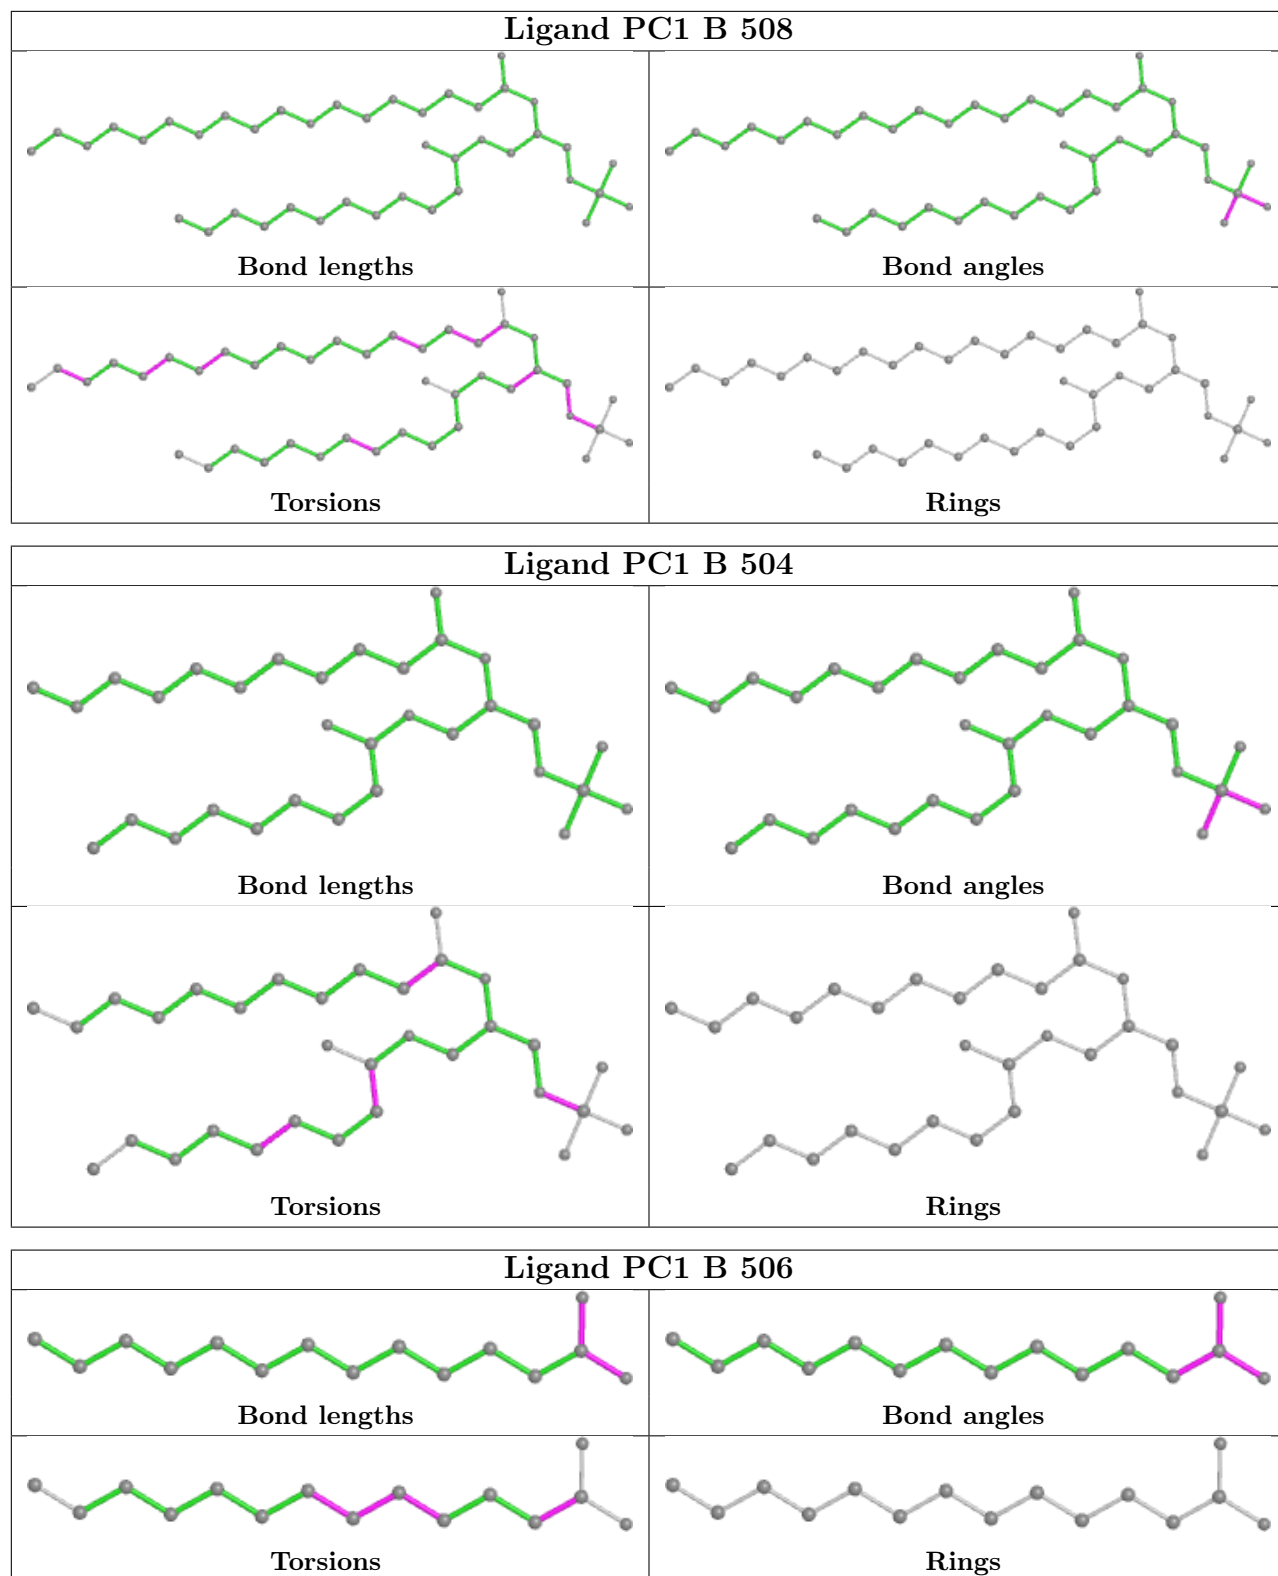 Ligand PC1 B 508
Bond lengths
Bond angles
Torsions
Rings
Ligand PC1 B 504
Bond lengths
Bond angles
Torsions
Rings
Ligand PC1 B 506
Bond lengths
Bond angles
Torsions
Rings